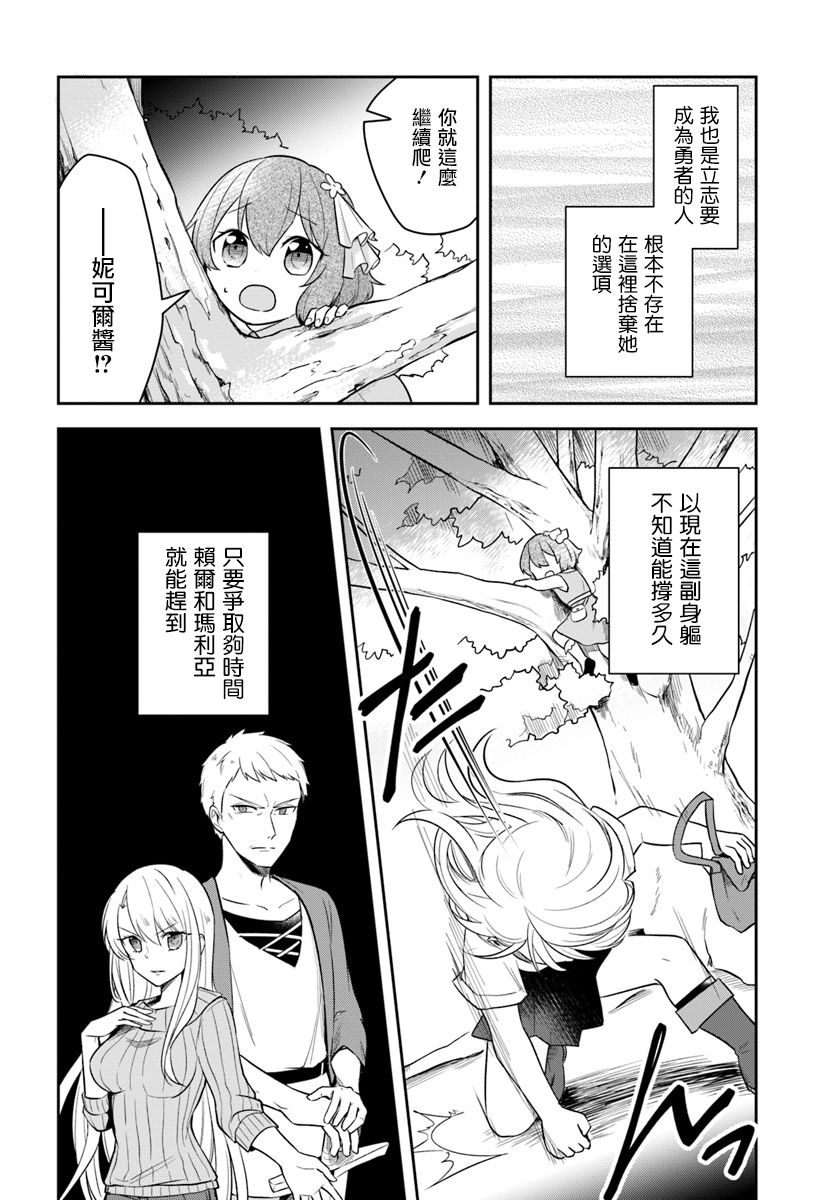 我也是立志要
成為勇者的人
根本不存在
在這裡捨棄她
的選項
你就這麼
繼續爬！
——妮可爾醬!?
以現在這副身軀
不知道能撐多久
只要爭取夠時間
賴爾和瑪利亞
就能趕到